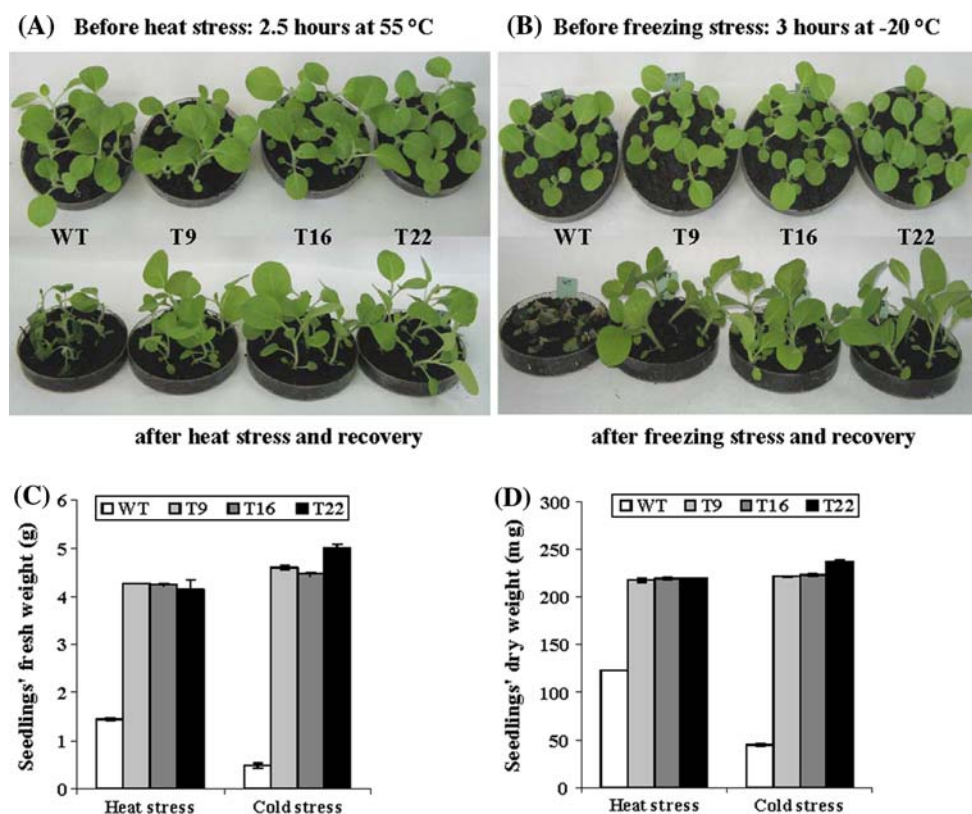 (A) Before heat stress: 2.5 hours at 55 °C
(B) Before freezing stress: 3 hours at -20 °C
WT T9 T16 T22
WT T9 T16 T22
after heat stress and recovery
after freezing stress and recovery
(C)
Seedlings' fresh weight (g)
6
5
4
3
2
1
0
WT T9 T16 T22
Heat stress Cold stress
(D)
Seedlings' dry weight (mg)
300
250
200
150
100
50
0
WT T9 T16 T22
Heat stress Cold stress